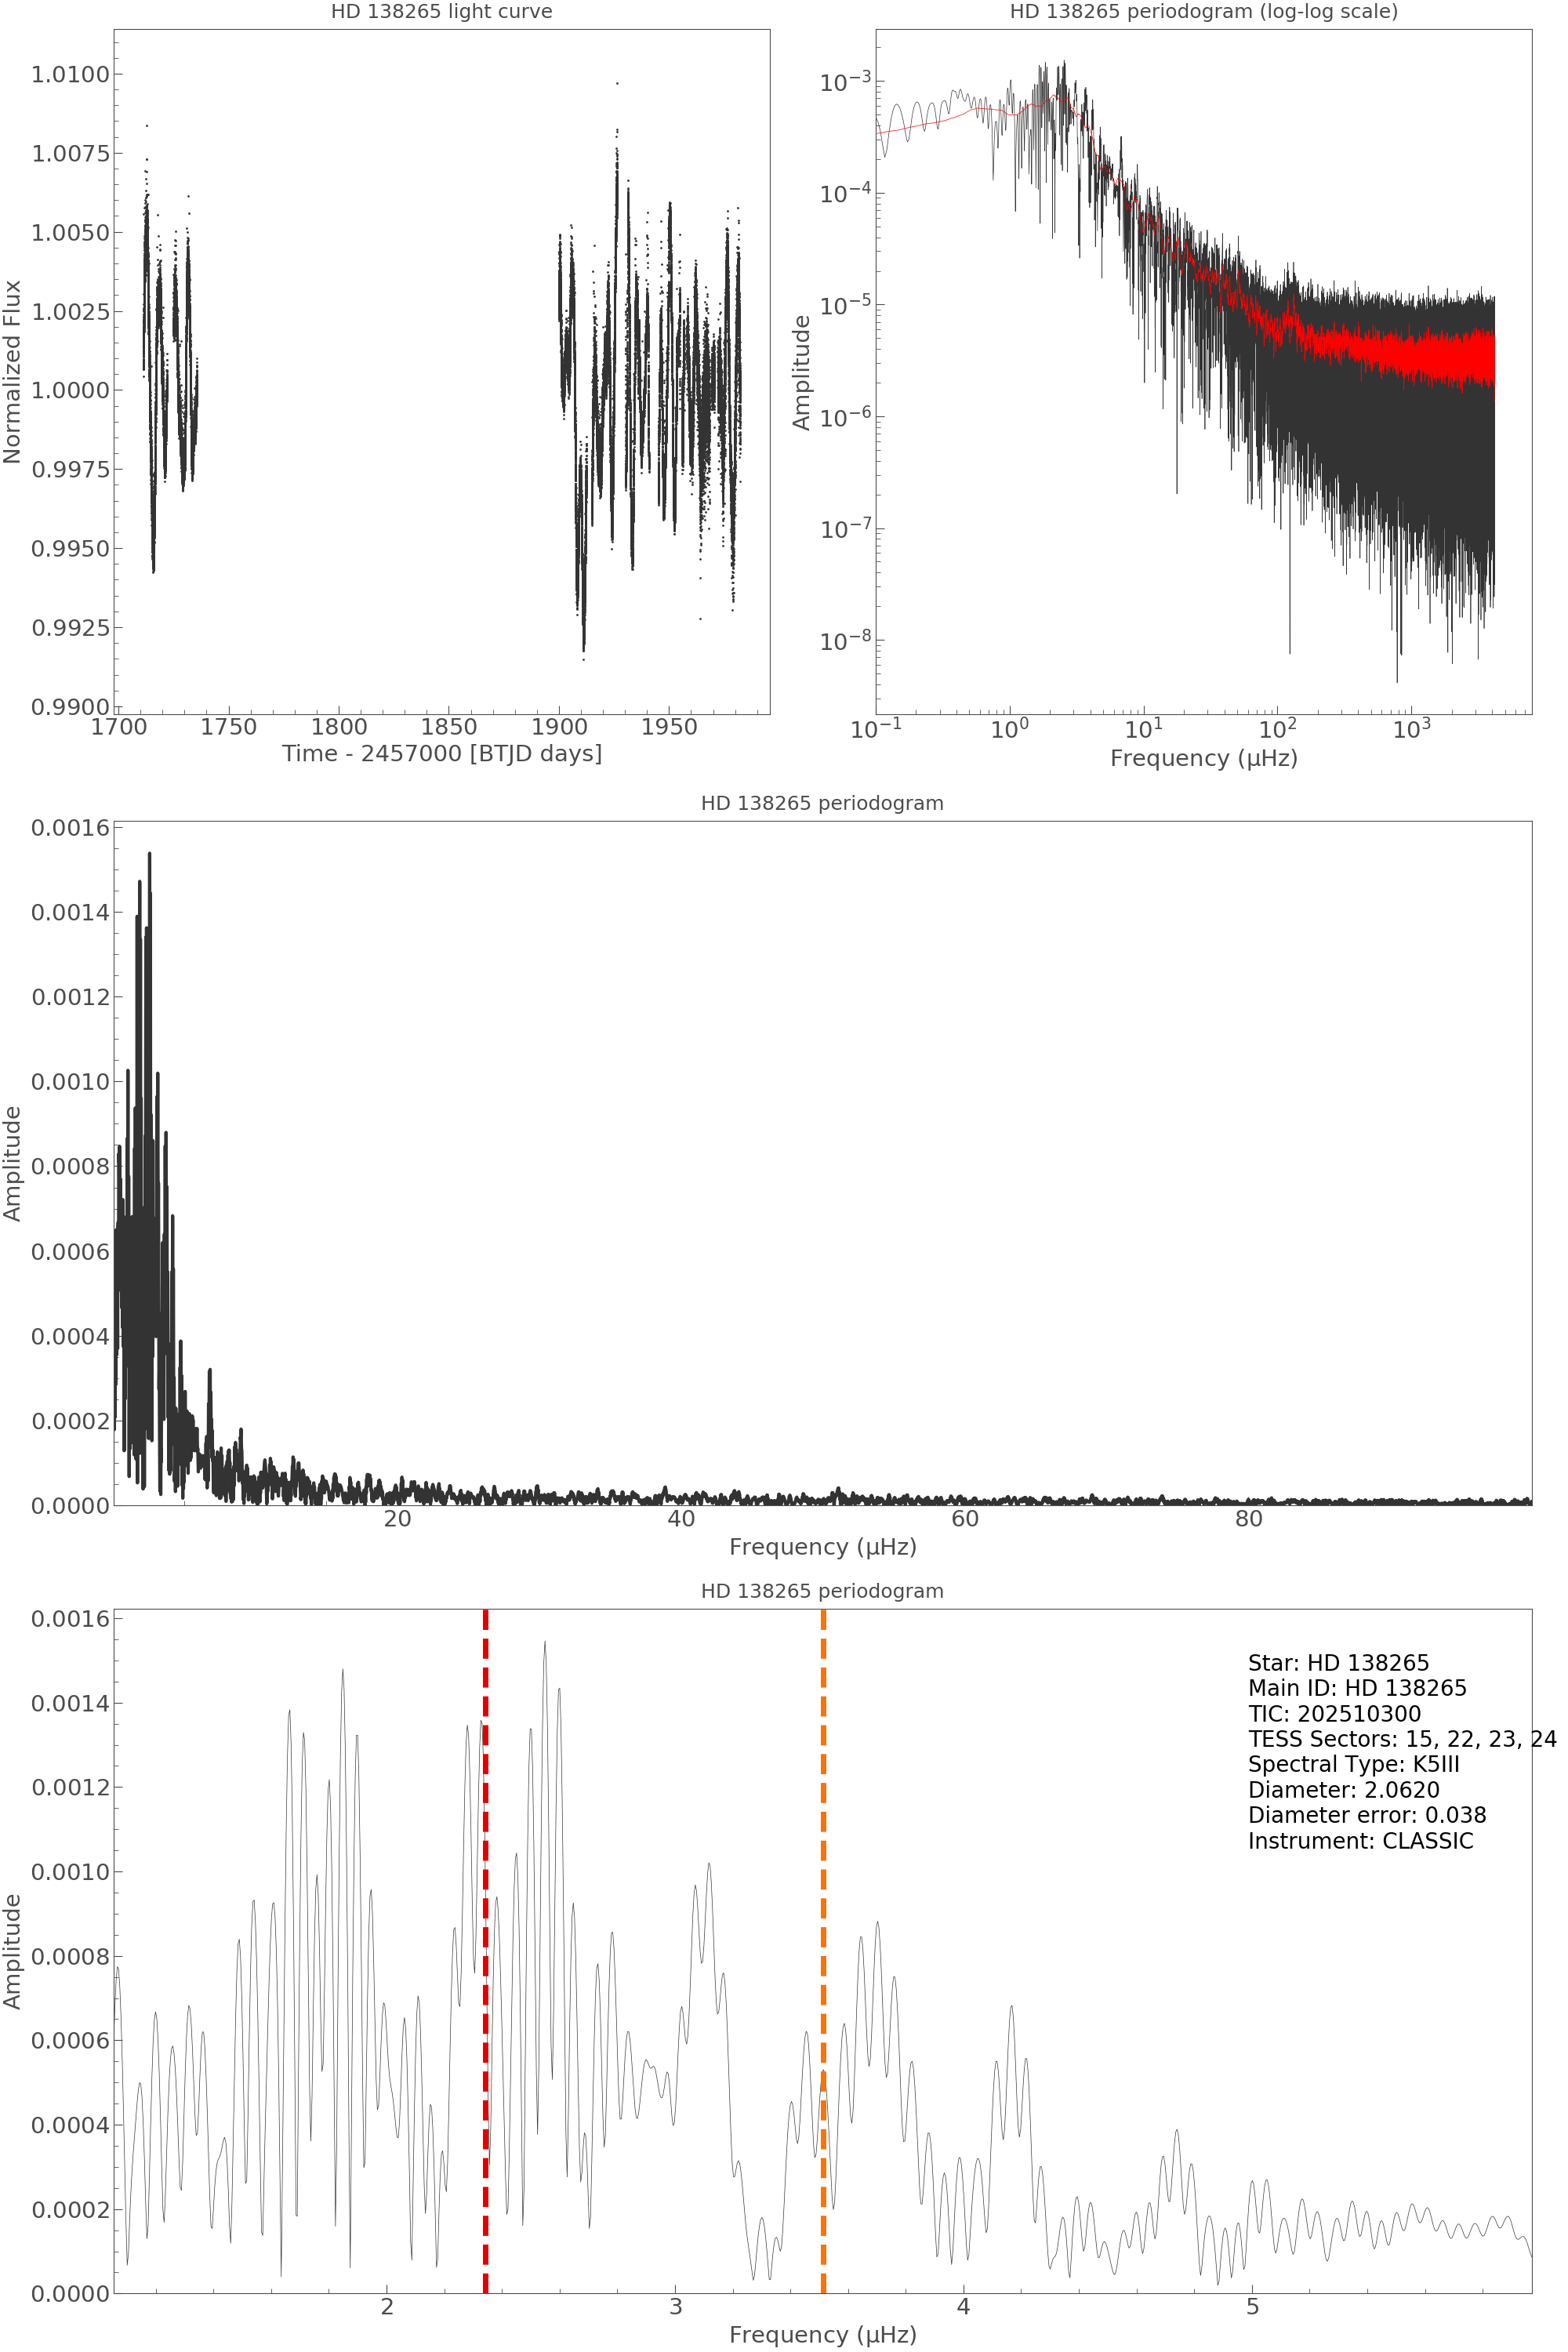 HD 138265 light curve
Normalized Flux
1.0100
1.0075
1.0050
1.0025
1.0000
0.9975
0.9950
0.9925
0.9900
1700 1750 1800 1850 1900 1950
Time - 2457000 [BTJD days]
HD 138265 periodogram (log-log scale)
Amplitude
10⁻³
10⁻⁴
10⁻⁵
10⁻⁶
10⁻⁷
10⁻⁸
10⁻¹ 10⁰ 10¹ 10² 10³
Frequency (μHz)
HD 138265 periodogram
Amplitude
0.0016
0.0014
0.0012
0.0010
0.0008
0.0006
0.0004
0.0002
0.0000
20 40 60 80
Frequency (μHz)
HD 138265 periodogram
Amplitude
0.0016
0.0014
0.0012
0.0010
0.0008
0.0006
0.0004
0.0002
0.0000
Star: HD 138265
Main ID: HD 138265
TIC: 202510300
TESS Sectors: 15, 22, 23, 24
Spectral Type: K5III
Diameter: 2.0620
Diameter error: 0.038
Instrument: CLASSIC
2 3 4 5
Frequency (μHz)